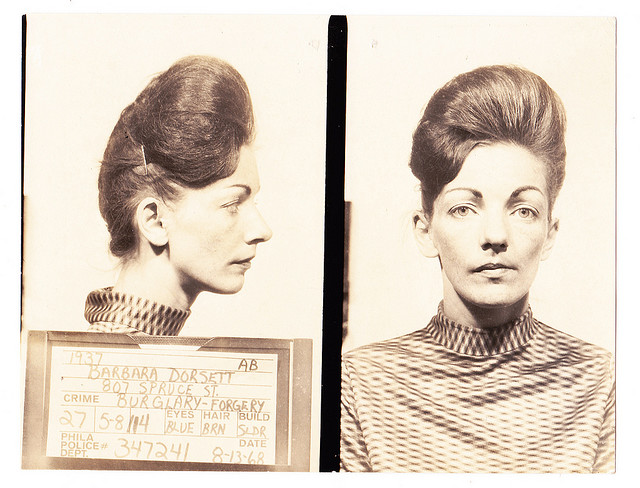 1937 AB
BARBARA DORSETT
807 SPRUCE ST.
CRIME BURGLARY-FORGERY
27 5-8 114 EYES BLUE HAIR BRN BUILD SLDR
PHILA POLICE# DEPT. 347241 DATE 8-13-68